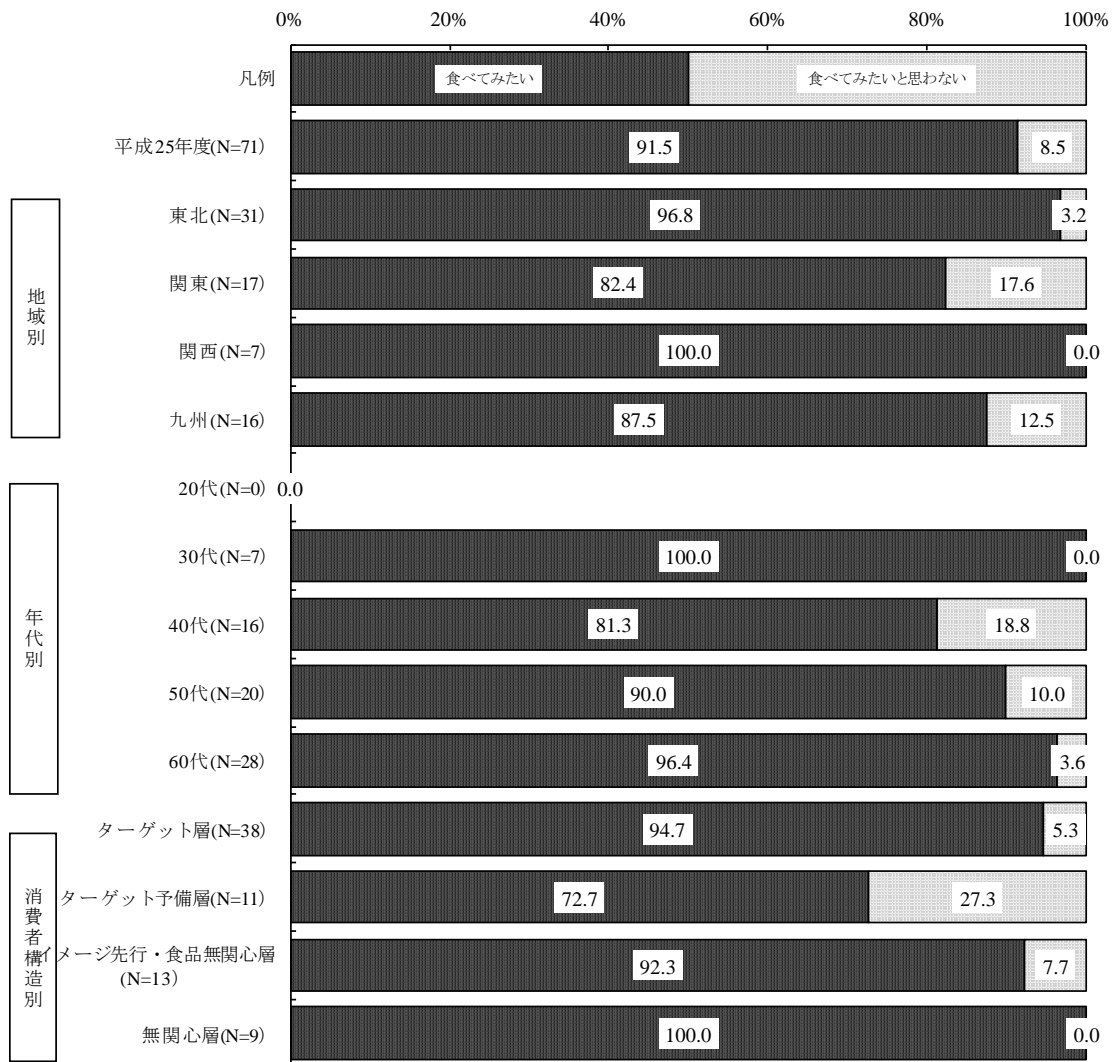 0% 20% 40% 60% 80% 100%
凡例 食べてみたい 食べてみたいと思わない
平成25年度(N=71) 91.5 8.5
地域別
東北(N=31) 96.8 3.2
関東(N=17) 82.4 17.6
関西(N=7) 100.0 0.0
九州(N=16) 87.5 12.5
年代別
20代(N=0) 0.0
30代(N=7) 100.0 0.0
40代(N=16) 81.3 18.8
50代(N=20) 90.0 10.0
60代(N=28) 96.4 3.6
消費者構造別
ターゲット層(N=38) 94.7 5.3
ターゲット予備層(N=11) 72.7 27.3
イメージ先行・食品無関心層
(N=13) 92.3 7.7
無関心層(N=9) 100.0 0.0